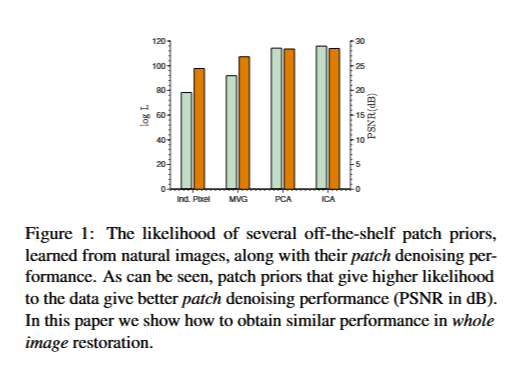 120
100
80
60
40
20
0
log L
30
25
20
15
10
5
0
PSNR(dB)
Ind. Pixel MVG PCA ICA
Figure 1: The likelihood of several off-the-shelf patch priors,
learned from natural images, along with their patch denoising per-
formance. As can be seen, patch priors that give higher likelihood
to the data give better patch denoising performance (PSNR in dB).
In this paper we show how to obtain similar performance in whole
image restoration.